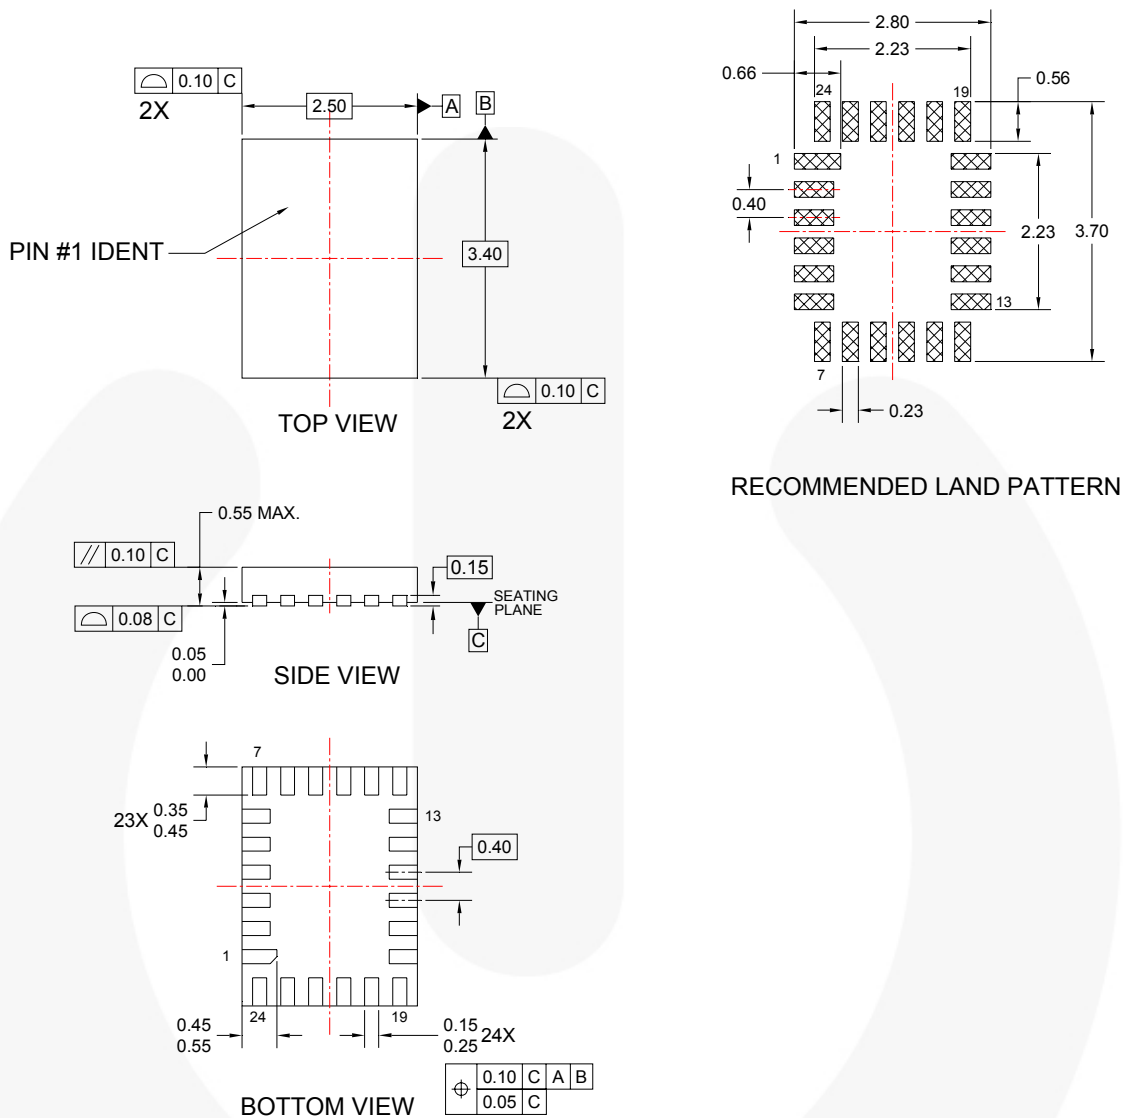 0.10 C
2X
2.50
A
B
PIN #1 IDENT
3.40
0.10 C
2X
TOP VIEW
2.80
2.23
0.66
0.56
24
19
1
0.40
2.23
3.70
13
7
0.23
RECOMMENDED LAND PATTERN
0.55 MAX.
// 0.10 C
0.15
SEATING
PLANE
0.08 C
C
0.05
0.00
SIDE VIEW
7
23X 0.35
0.45
13
0.40
1
24
19
0.45
0.55
0.15
0.25 24X
0.10 C A B
0.05 C
BOTTOM VIEW